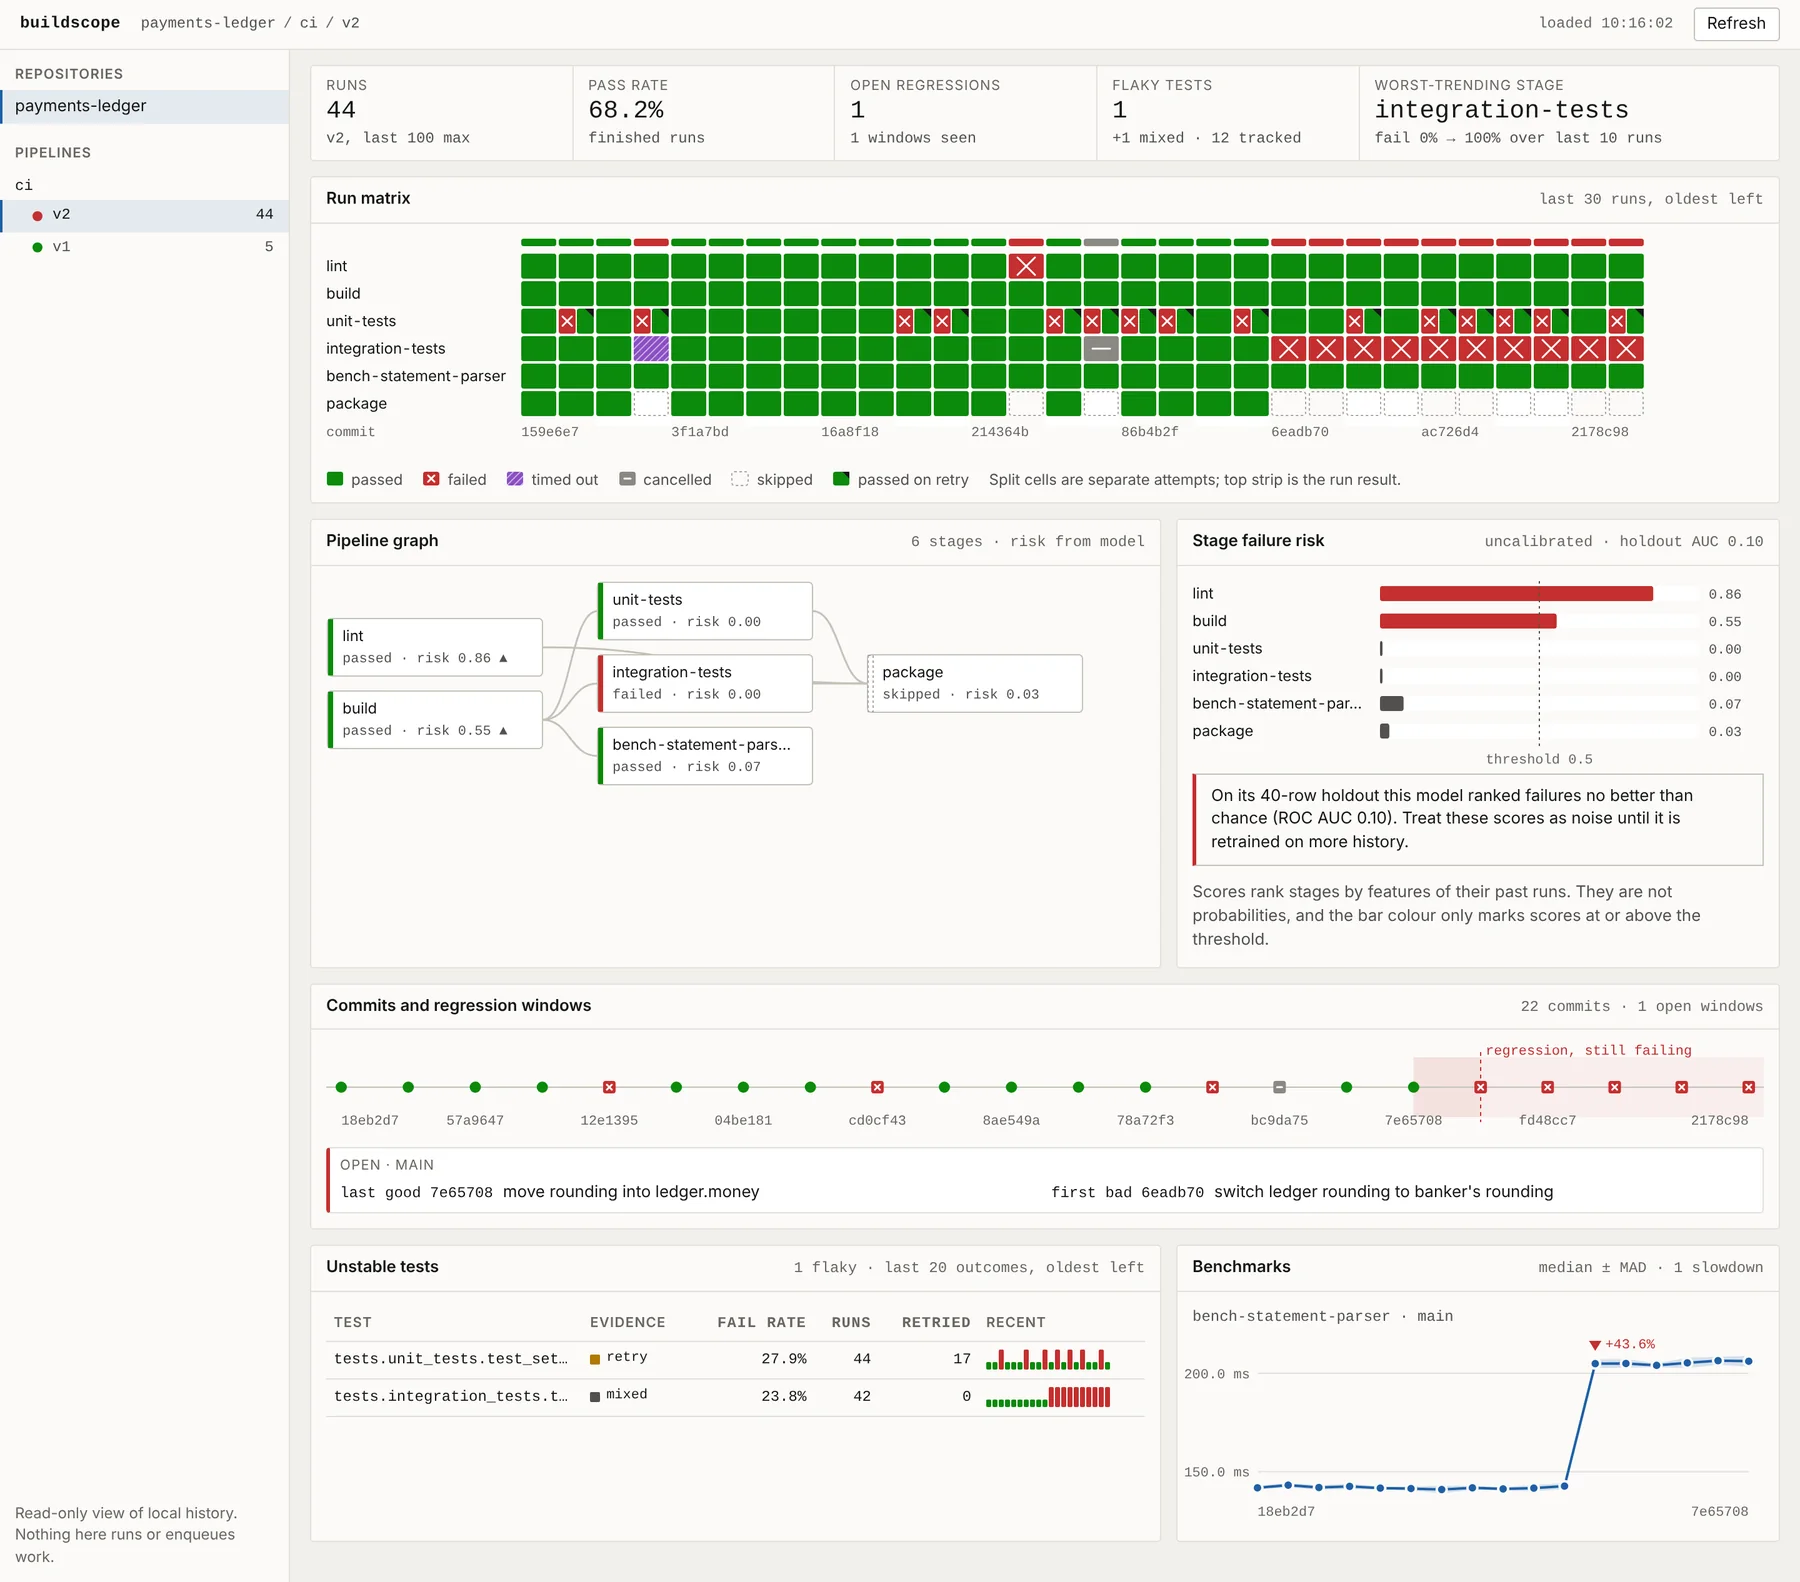 buildscope payments-ledger / ci / v2
loaded 10:16:02 Refresh
REPOSITORIES
payments-ledger
PIPELINES
ci
v2 44
v1 5
Read-only view of local history.
Nothing here runs or enqueues
work.
RUNS
44
v2, last 100 max
PASS RATE
68.2%
finished runs
OPEN REGRESSIONS
1
1 windows seen
FLAKY TESTS
1
+1 mixed · 12 tracked
WORST-TRENDING STAGE
integration-tests
fail 0% → 100% over last 10 runs
Run matrix
last 30 runs, oldest left
lint
build
unit-tests
integration-tests
bench-statement-parser
package
commit 159e6e7 3f1a7bd 16a8f18 214364b 86b4b2f 6eadb70 ac726d4 2178c98
passed failed timed out cancelled skipped passed on retry Split cells are separate attempts; top strip is the run result.
Pipeline graph
6 stages · risk from model
lint
passed · risk 0.86 ▲
build
passed · risk 0.55 ▲
unit-tests
passed · risk 0.00
integration-tests
failed · risk 0.00
bench-statement-pars…
passed · risk 0.07
package
skipped · risk 0.03
Stage failure risk
uncalibrated · holdout AUC 0.10
lint 0.86
build 0.55
unit-tests 0.00
integration-tests 0.00
bench-statement-par… 0.07
package 0.03
threshold 0.5
On its 40-row holdout this model ranked failures no better than
chance (ROC AUC 0.10). Treat these scores as noise until it is
retrained on more history.
Scores rank stages by features of their past runs. They are not
probabilities, and the bar colour only marks scores at or above the
threshold.
Commits and regression windows
22 commits · 1 open windows
regression, still failing
18eb2d7 57a9647 12e1395 04be181 cd0cf43 8ae549a 78a72f3 bc9da75 7e65708 fd48cc7 2178c98
OPEN · MAIN
last good 7e65708 move rounding into ledger.money
first bad 6eadb70 switch ledger rounding to banker's rounding
Unstable tests
1 flaky · last 20 outcomes, oldest left
TEST EVIDENCE FAIL RATE RUNS RETRIED RECENT
tests.unit_tests.test_set… retry 27.9% 44 17
tests.integration_tests.t… mixed 23.8% 42 0
Benchmarks
median ± MAD · 1 slowdown
bench-statement-parser · main
▼ +43.6%
200.0 ms
150.0 ms
18eb2d7 7e65708